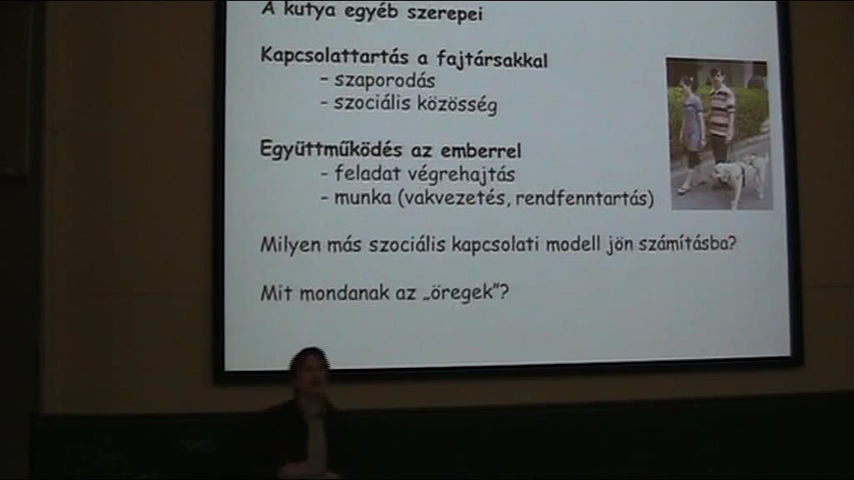 A kutya egyéb szerepei
Kapcsolattartás a fajtársakkal
- szaporodás
- szociális közösség
Együttműködés az emberrel
- feladat végrehajtás
- munka (vakvezetés, rendfenntartás)
Milyen más szociális kapcsolati modell jön számításba?
Mit mondanak az „öregek”?